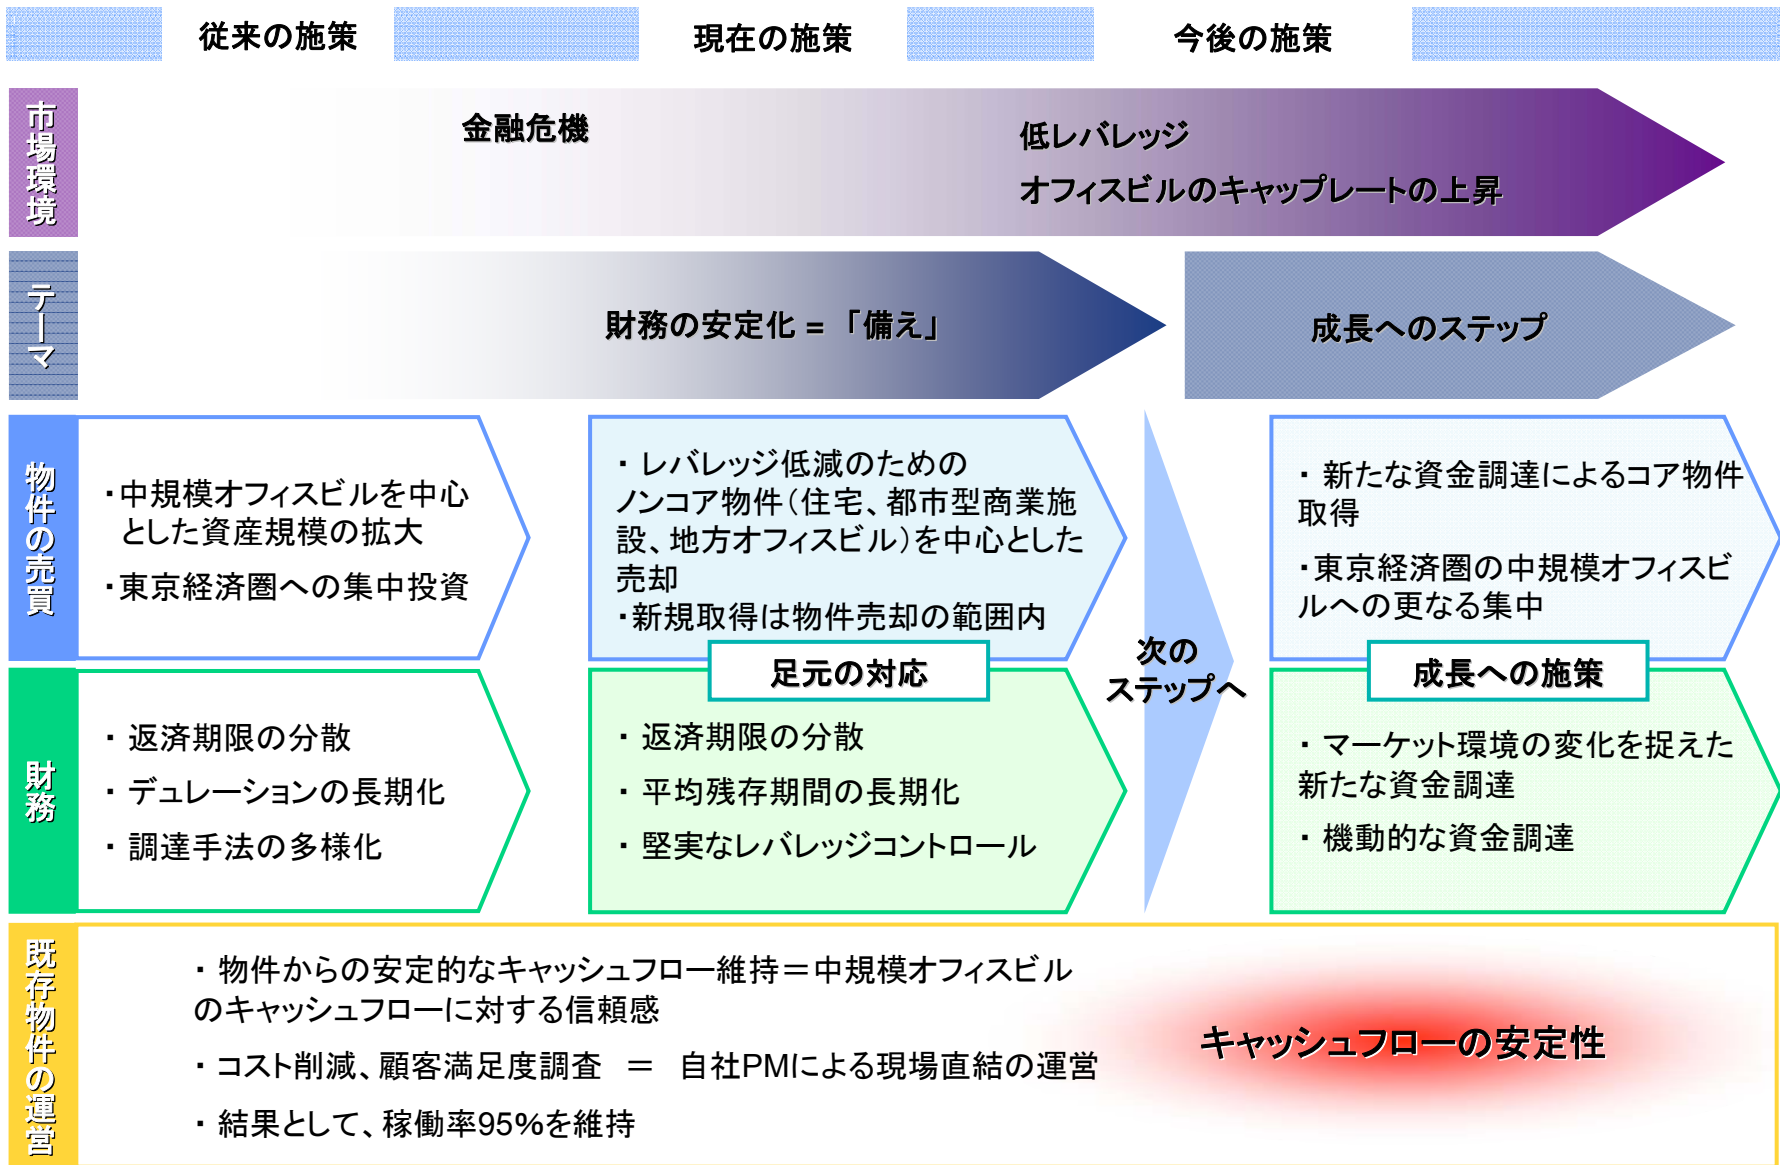 従来の施策
現在の施策
今後の施策
市場環境
金融危機
低レバレッジ
オフィスビルのキャップレートの上昇
テーマ
財務の安定化 = 「備え」
成長へのステップ
物件の売買
・中規模オフィスビルを中心
とした資産規模の拡大
・東京経済圏への集中投資
・ レバレッジ低減のための
ノンコア物件(住宅、都市型商業施
設、地方オフィスビル)を中心とした
売却
・新規取得は物件売却の範囲内
・ 新たな資金調達によるコア物件
取得
・東京経済圏の中規模オフィスビ
ルへの更なる集中
足元の対応
次の
ステップへ
成長への施策
財務
・ 返済期限の分散
・ デュレーションの長期化
・ 調達手法の多様化
・ 返済期限の分散
・ 平均残存期間の長期化
・ 堅実なレバレッジコントロール
・ マーケット環境の変化を捉えた
新たな資金調達
・ 機動的な資金調達
既存物件の運営
・ 物件からの安定的なキャッシュフロー維持＝中規模オフィスビル
のキャッシュフローに対する信頼感
・ コスト削減、顧客満足度調査 ＝ 自社PMによる現場直結の運営
・ 結果として、稼働率95%を維持
キャッシュフローの安定性